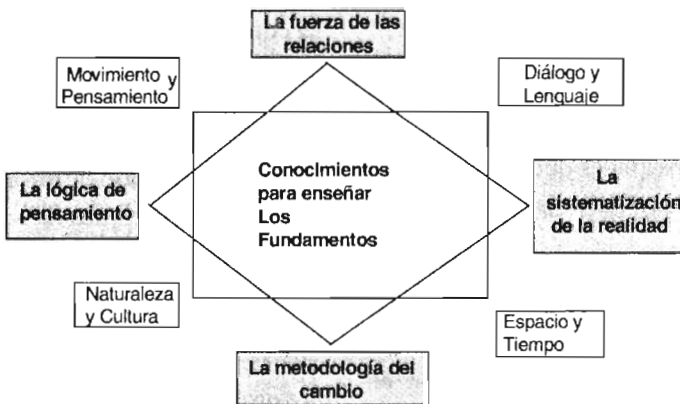 La fuerza de las
relaciones
Movimiento y
Pensamiento
Diálogo y
Lenguaje
Conocimientos
para enseñar
Los
Fundamentos
La lógica de
pensamiento
La
sistematización
de la realidad
Naturaleza
y Cultura
Espacio y
Tiempo
La metodología del
cambio